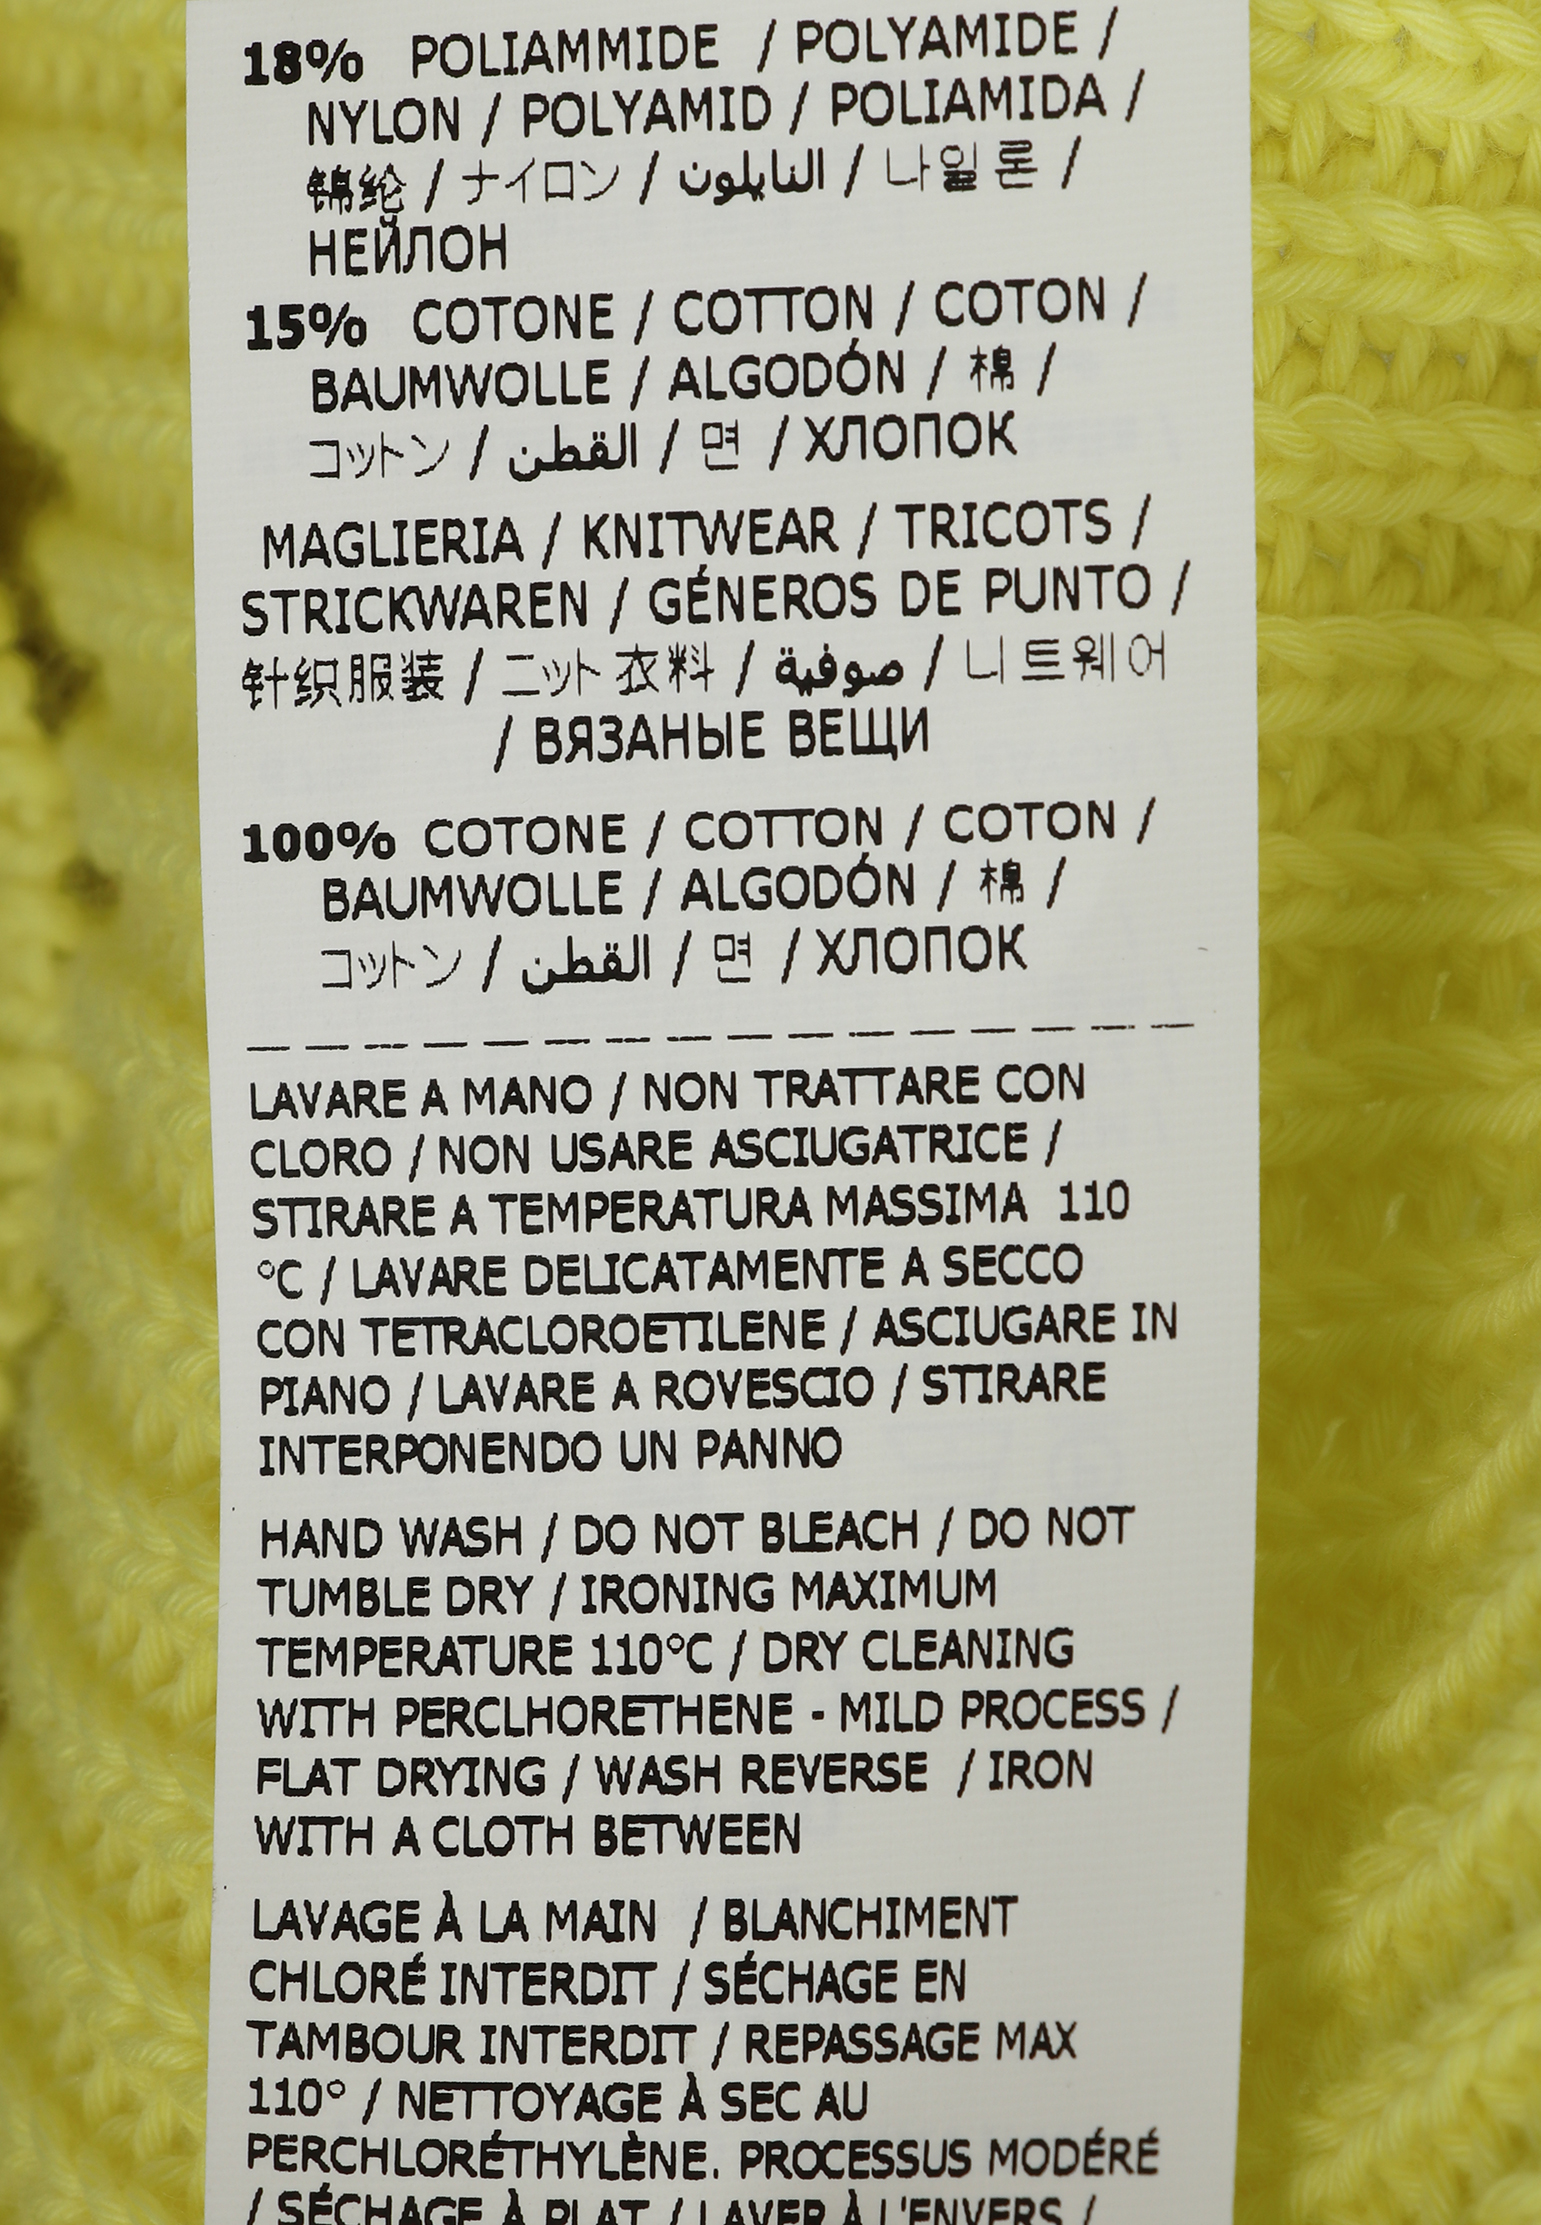 18% POLIAMMIDE / POLYAMIDE /
NYLON / POLYAMID / POLIAMIDA /
锦纶 / ナイロン / النايلون / 나일론 /
НЕЙЛОН
15% COTONE / COTTON / COTON /
BAUMWOLLE / ALGODÓN / 棉 /
コットン / القطن / 면 / ХЛОПОК
MAGLIERIA / KNITWEAR / TRICOTS /
STRICKWAREN / GÉNEROS DE PUNTO /
针织服装 / ニット衣料 / صوفية / 니트웨어
/ ВЯЗАНЫЕ ВЕЩИ
100% COTONE / COTTON / COTON /
BAUMWOLLE / ALGODÓN / 棉 /
コットン / القطن / 면 / ХЛОПОК
LAVARE A MANO / NON TRATTARE CON
CLORO / NON USARE ASCIUGATRICE /
STIRARE A TEMPERATURA MASSIMA 110
°C / LAVARE DELICATAMENTE A SECCO
CON TETRACLOROETILENE / ASCIUGARE IN
PIANO / LAVARE A ROVESCIO / STIRARE
INTERPONENDO UN PANNO
HAND WASH / DO NOT BLEACH / DO NOT
TUMBLE DRY / IRONING MAXIMUM
TEMPERATURE 110°C / DRY CLEANING
WITH PERCLHORETHENE - MILD PROCESS /
FLAT DRYING / WASH REVERSE / IRON
WITH A CLOTH BETWEEN
LAVAGE À LA MAIN / BLANCHIMENT
CHLORÉ INTERDIT / SÉCHAGE EN
TAMBOUR INTERDIT / REPASSAGE MAX
110° / NETTOYAGE À SEC AU
PERCHLORÉTHYLÈNE. PROCESSUS MODÉRÉ
/ SÉCHAGE À PLAT / LAVER À L'ENVERS /